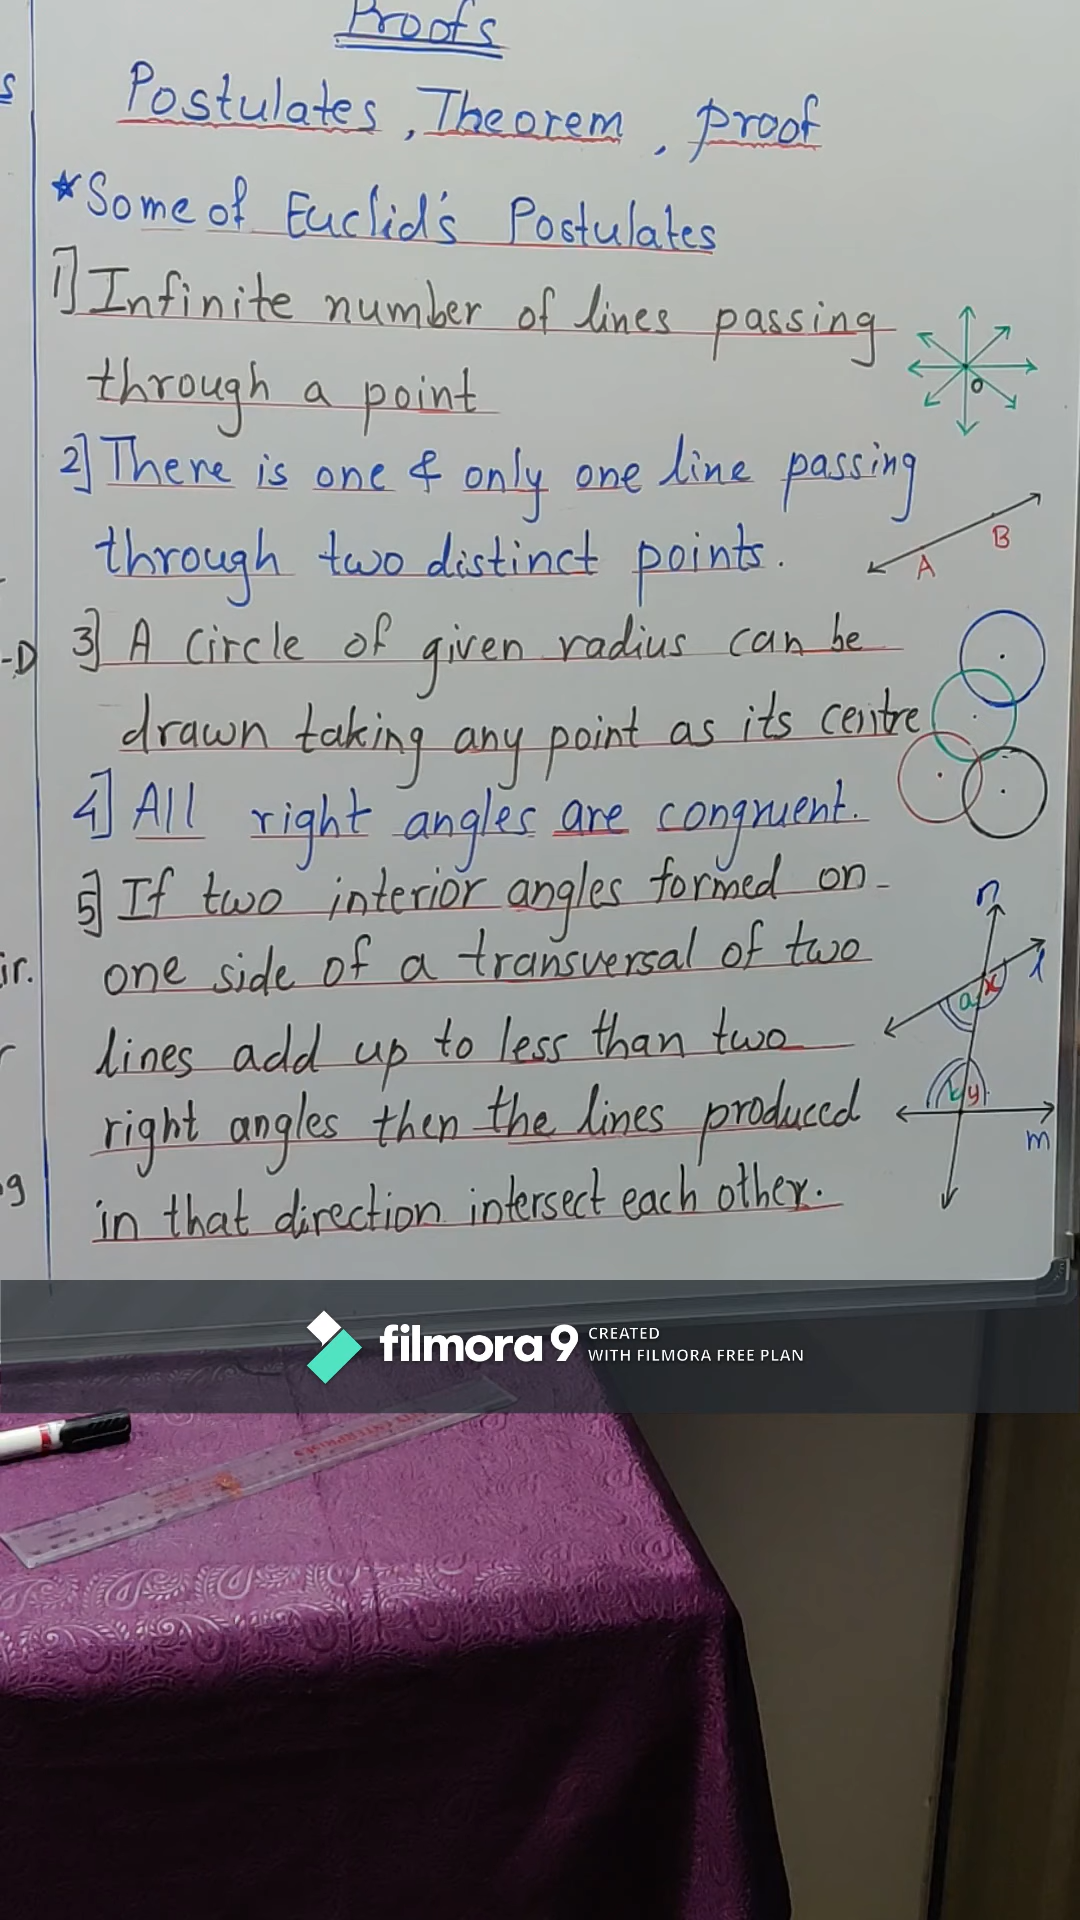 Proofs
Postulates, Theorem, proof
*Some of Euclid's Postulates
1] Infinite number of lines passing
through a point
O
2] There is one & only one line passing
through two distinct points.
A B
3] A circle of given radius can be
drawn taking any point as its centre
4] All right angles are congruent.
5] If two interior angles formed on
one side of a transversal of two
lines add up to less than two
right angles then the lines produced
in that direction intersect each other.
n
l
a x
y
m
s
-D
ir.
r
g
filmora 9 CREATED
WITH FILMORA FREE PLAN